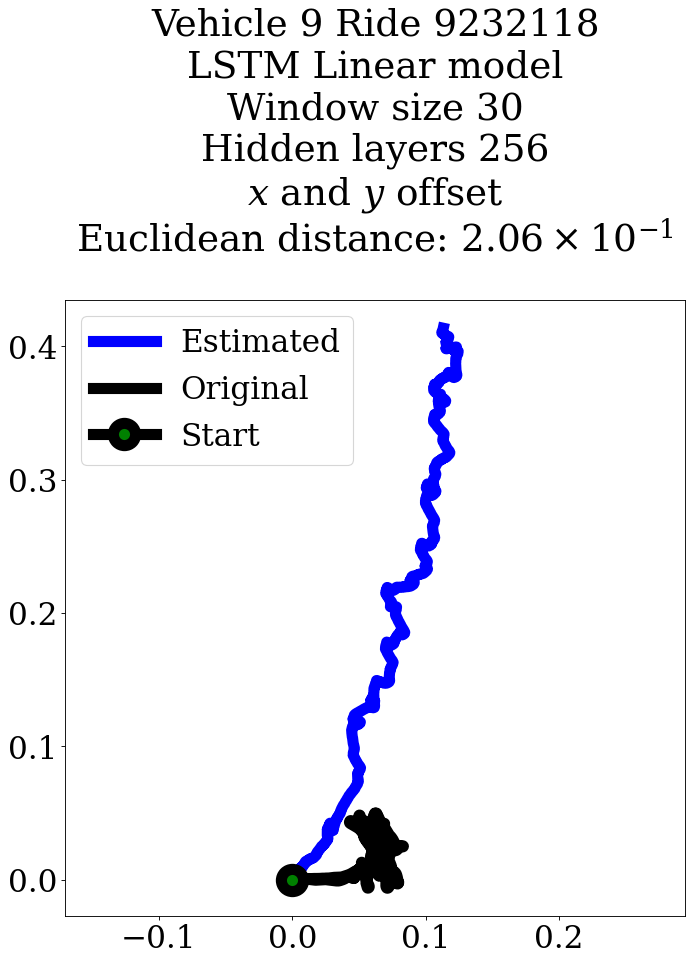 Vehicle 9 Ride 9232118
LSTM Linear model
Window size 30
Hidden layers 256
x and y offset
Euclidean distance: 2.06 × 10⁻¹
Estimated
Original
Start
0.4
0.3
0.2
0.1
0.0
−0.1 0.0 0.1 0.2